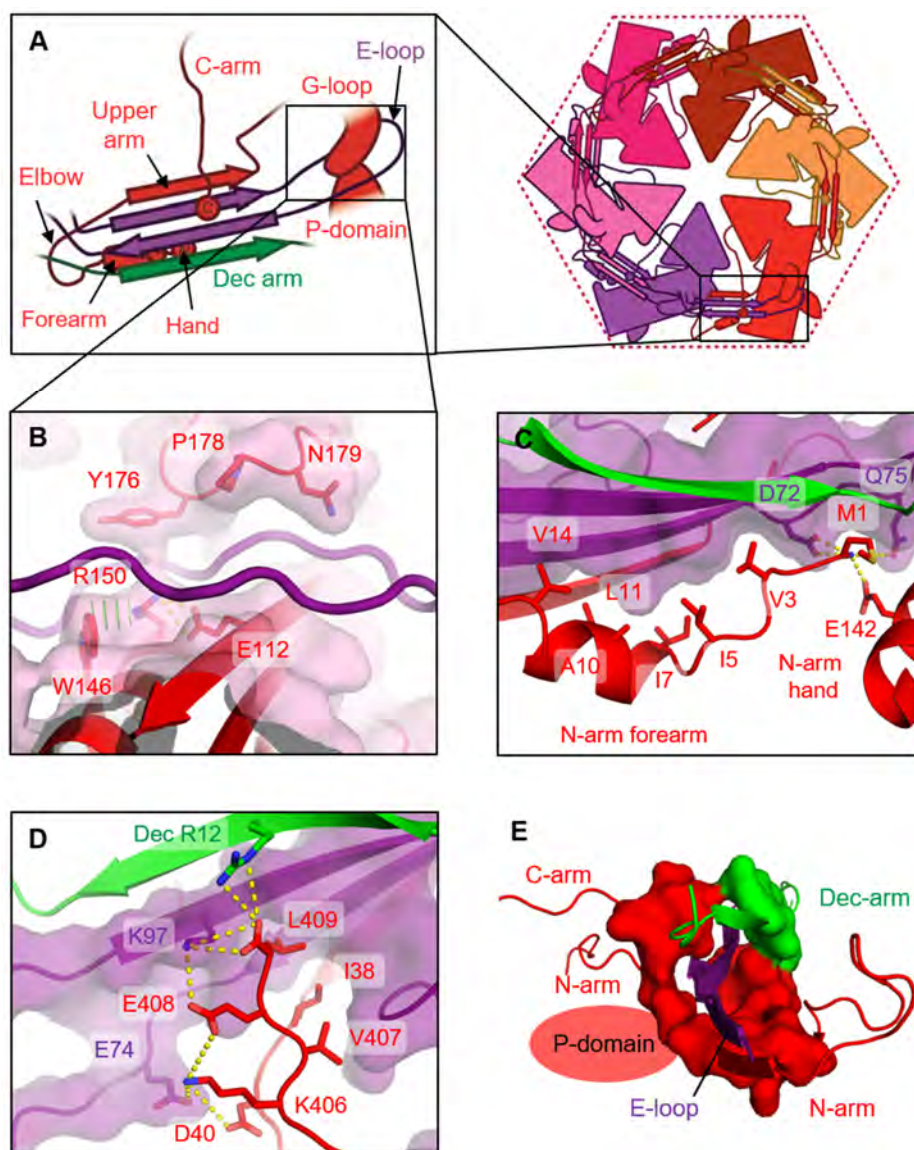 A
C-arm
E-loop
G-loop
Upper
arm
Elbow
P-domain
Dec arm
Forearm
Hand
B
P178
N179
Y176
R150
E112
W146
C
Q75
D72
M1
V14
L11
V3
E142
I5
A10
I7
N-arm
hand
N-arm forearm
D
Dec R12
K97
L409
I38
E408
V407
E74
K406
D40
E
C-arm
Dec-arm
N-arm
P-domain
E-loop
N-arm